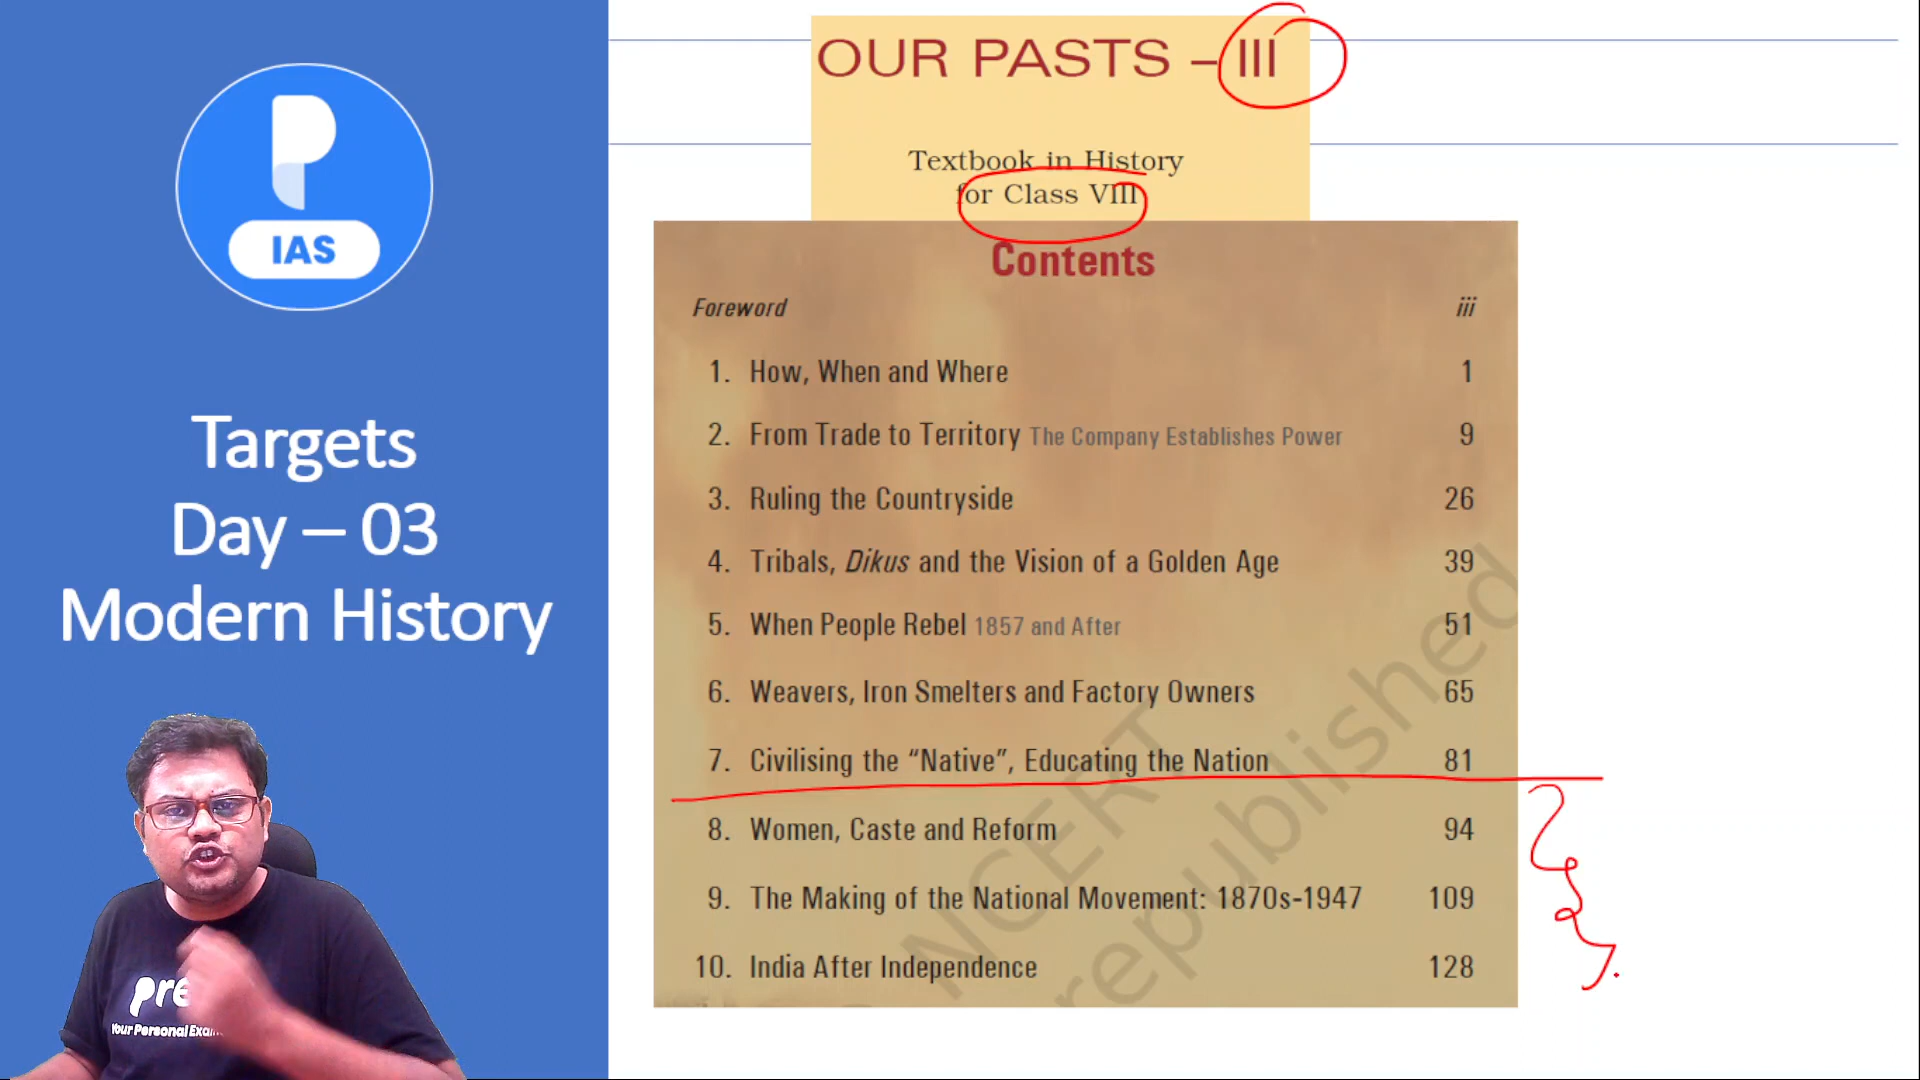 P
IAS
Targets
Day – 03
Modern History
OUR PASTS – III
Textbook in History
for Class VIII
Contents
Foreword iii
1. How, When and Where 1
2. From Trade to Territory The Company Establishes Power 9
3. Ruling the Countryside 26
4. Tribals, Dikus and the Vision of a Golden Age 39
5. When People Rebel 1857 and After 51
6. Weavers, Iron Smelters and Factory Owners 65
7. Civilising the “Native”, Educating the Nation 81
8. Women, Caste and Reform 94
9. The Making of the National Movement: 1870s-1947 109
10. India After Independence 128
NCERT
republished
Your Personal